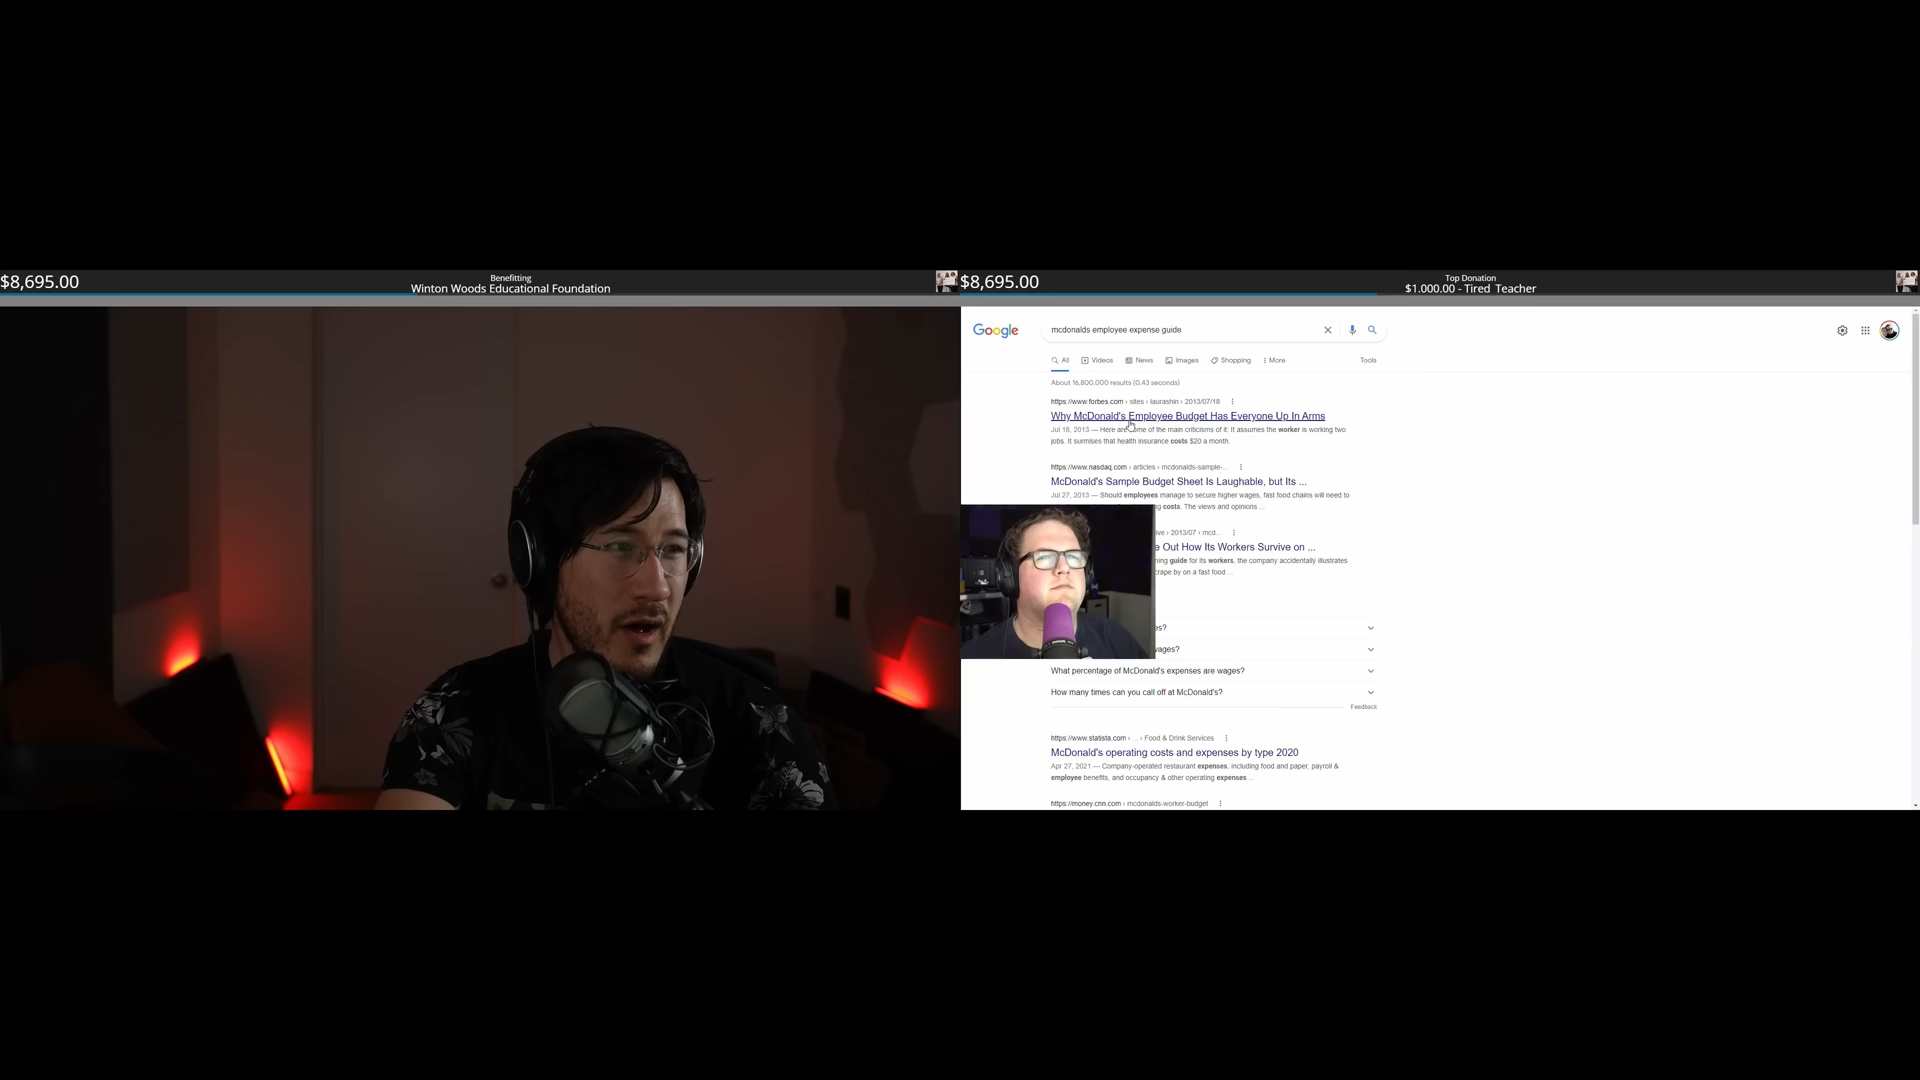 $8,695.00
Benefitting
Winton Woods Educational Foundation
$8,695.00
Top Donation
$1,000.00 - Tired Teacher
Google
mcdonalds employee expense guide
All
Videos
News
Images
Shopping
More
Tools
About 16,800,000 results (0.43 seconds)
https://www.forbes.com › sites › laurashin › 2013/07/18
Why McDonald's Employee Budget Has Everyone Up In Arms
Jul 18, 2013 — Here are some of the main criticisms of it: It assumes the worker is working two
jobs. It surmises that health insurance costs $20 a month.
https://www.nasdaq.com › articles › mcdonalds-sample-...
McDonald's Sample Budget Sheet Is Laughable, but Its ...
Jul 27, 2013 — Should employees manage to secure higher wages, fast food chains will need to
costs. The views and opinions ...
› 2013/07 › mcd...
Out How Its Workers Survive on ...
guide for its workers, the company accidentally illustrates
by on a fast food ...
What percentage of McDonald's expenses are wages?
How many times can you call off at McDonald's?
Feedback
https://www.statista.com › ... › Food & Drink Services
McDonald's operating costs and expenses by type 2020
Apr 27, 2021 — Company-operated restaurant expenses, including food and paper, payroll &
employee benefits, and occupancy & other operating expenses...
https://money.cnn.com › mcdonalds-worker-budget